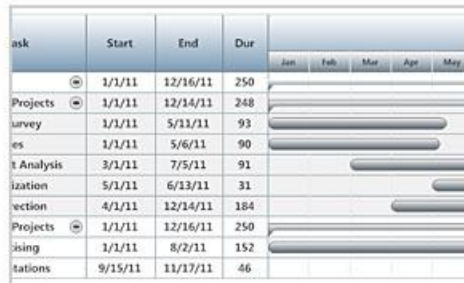 ask Start End Dur
Jan Feb Mar Apr May
1/1/11 12/16/11 250
Projects 1/1/11 12/14/11 248
urvey 1/1/11 5/11/11 93
es 1/1/11 5/6/11 90
t Analysis 3/1/11 7/5/11 91
ization 5/1/11 6/13/11 31
ection 4/1/11 12/14/11 184
Projects 1/1/11 12/16/11 250
ising 1/1/11 8/2/11 152
tations 9/15/11 11/17/11 46